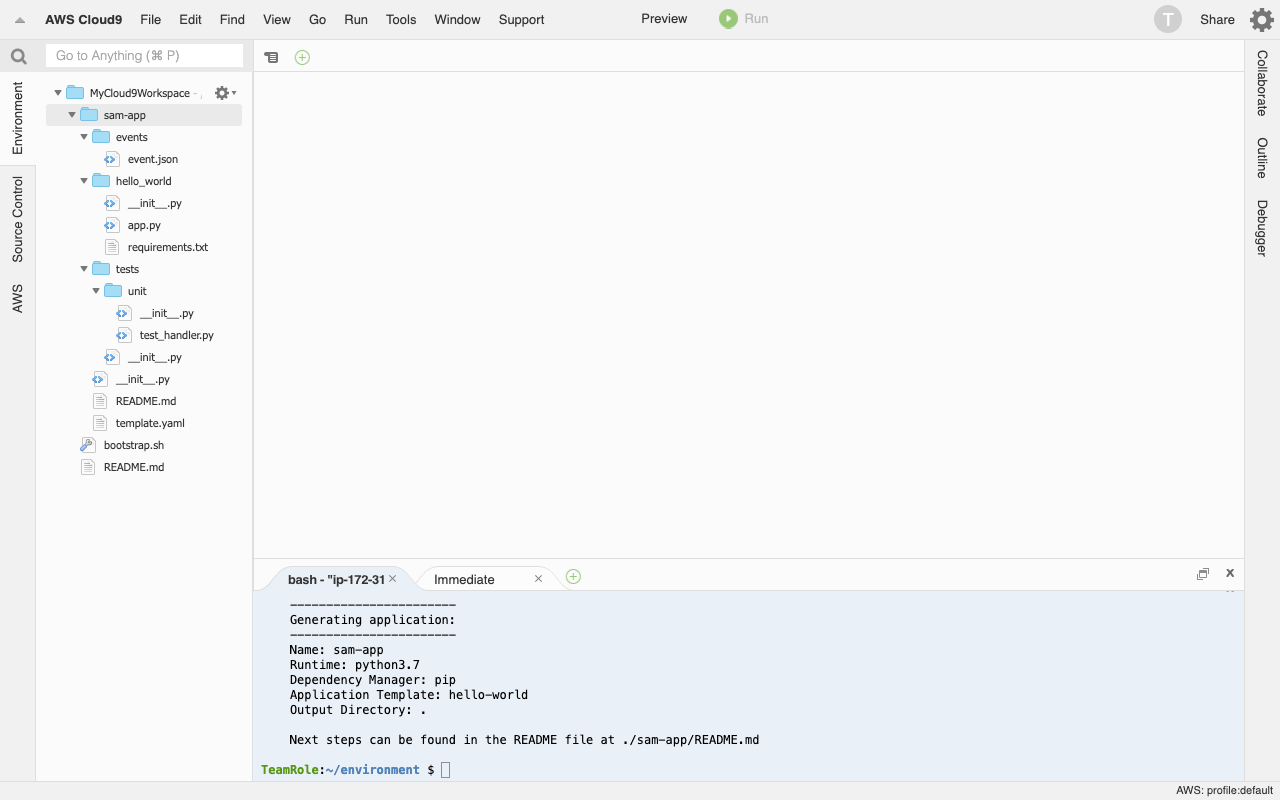 AWS Cloud9 File Edit Find View Go Run Tools Window Support Preview Run T Share
Go to Anything (⌘ P)
Environment
Source Control
AWS
MyCloud9Workspace
sam-app
events
event.json
hello_world
__init__.py
app.py
requirements.txt
tests
unit
__init__.py
test_handler.py
__init__.py
__init__.py
README.md
template.yaml
bootstrap.sh
README.md
Collaborate
Outline
Debugger
bash - "ip-172-31 Immediate
-----------------------
Generating application:
-----------------------
Name: sam-app
Runtime: python3.7
Dependency Manager: pip
Application Template: hello-world
Output Directory: .
Next steps can be found in the README file at ./sam-app/README.md
TeamRole:~/environment $
AWS: profile:default